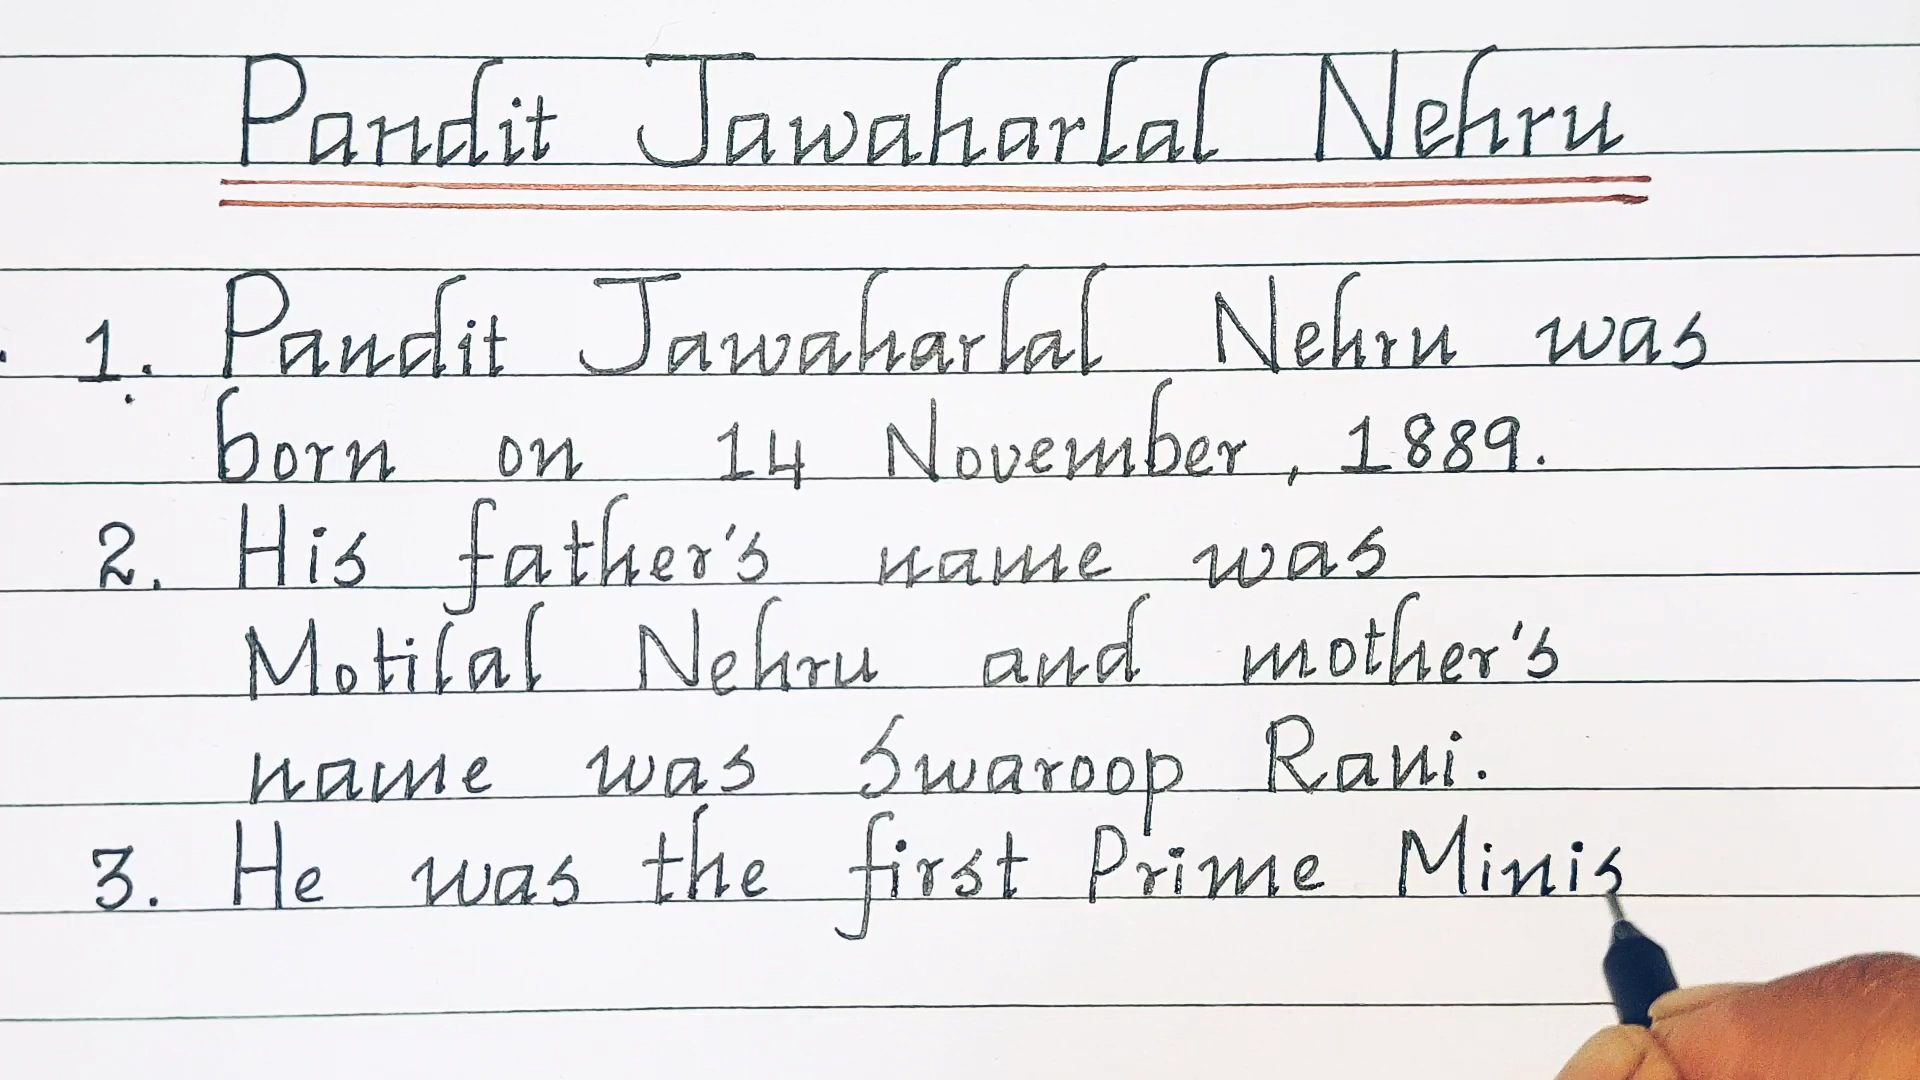 Pandit Jawaharlal Nehru
1. Pandit Jawaharlal Nehru was
born on 14 November, 1889.
2. His father's name was
Motilal Nehru and mother's
name was Swaroop Rani.
3. He was the first Prime Minis